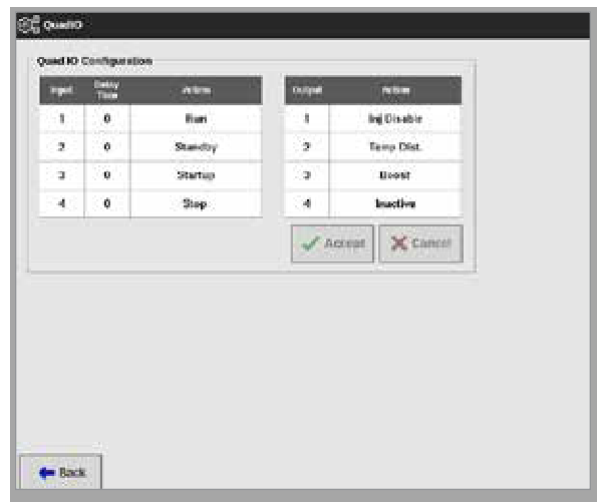 QuadIO
Quad IO Configuration
Input Delay Time Action Output Action
1 0 Run 1 Inj Disable
2 0 Standby 2 Temp Dist.
3 0 Startup 3 Boost
4 0 Stop 4 Inactive
Accept Cancel
Back